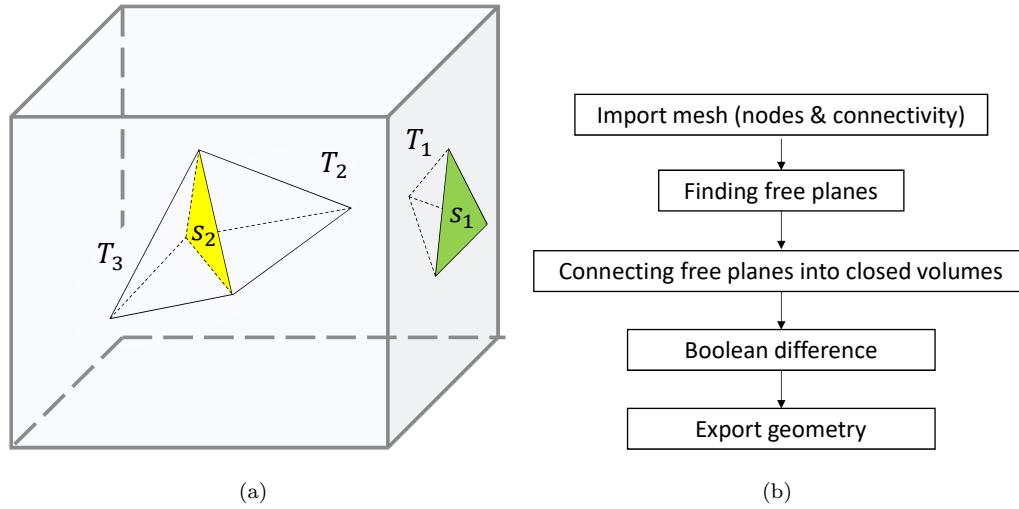 T₁
T₂
s₁
s₂
T₃
(a)
Import mesh (nodes & connectivity)
Finding free planes
Connecting free planes into closed volumes
Boolean difference
Export geometry
(b)